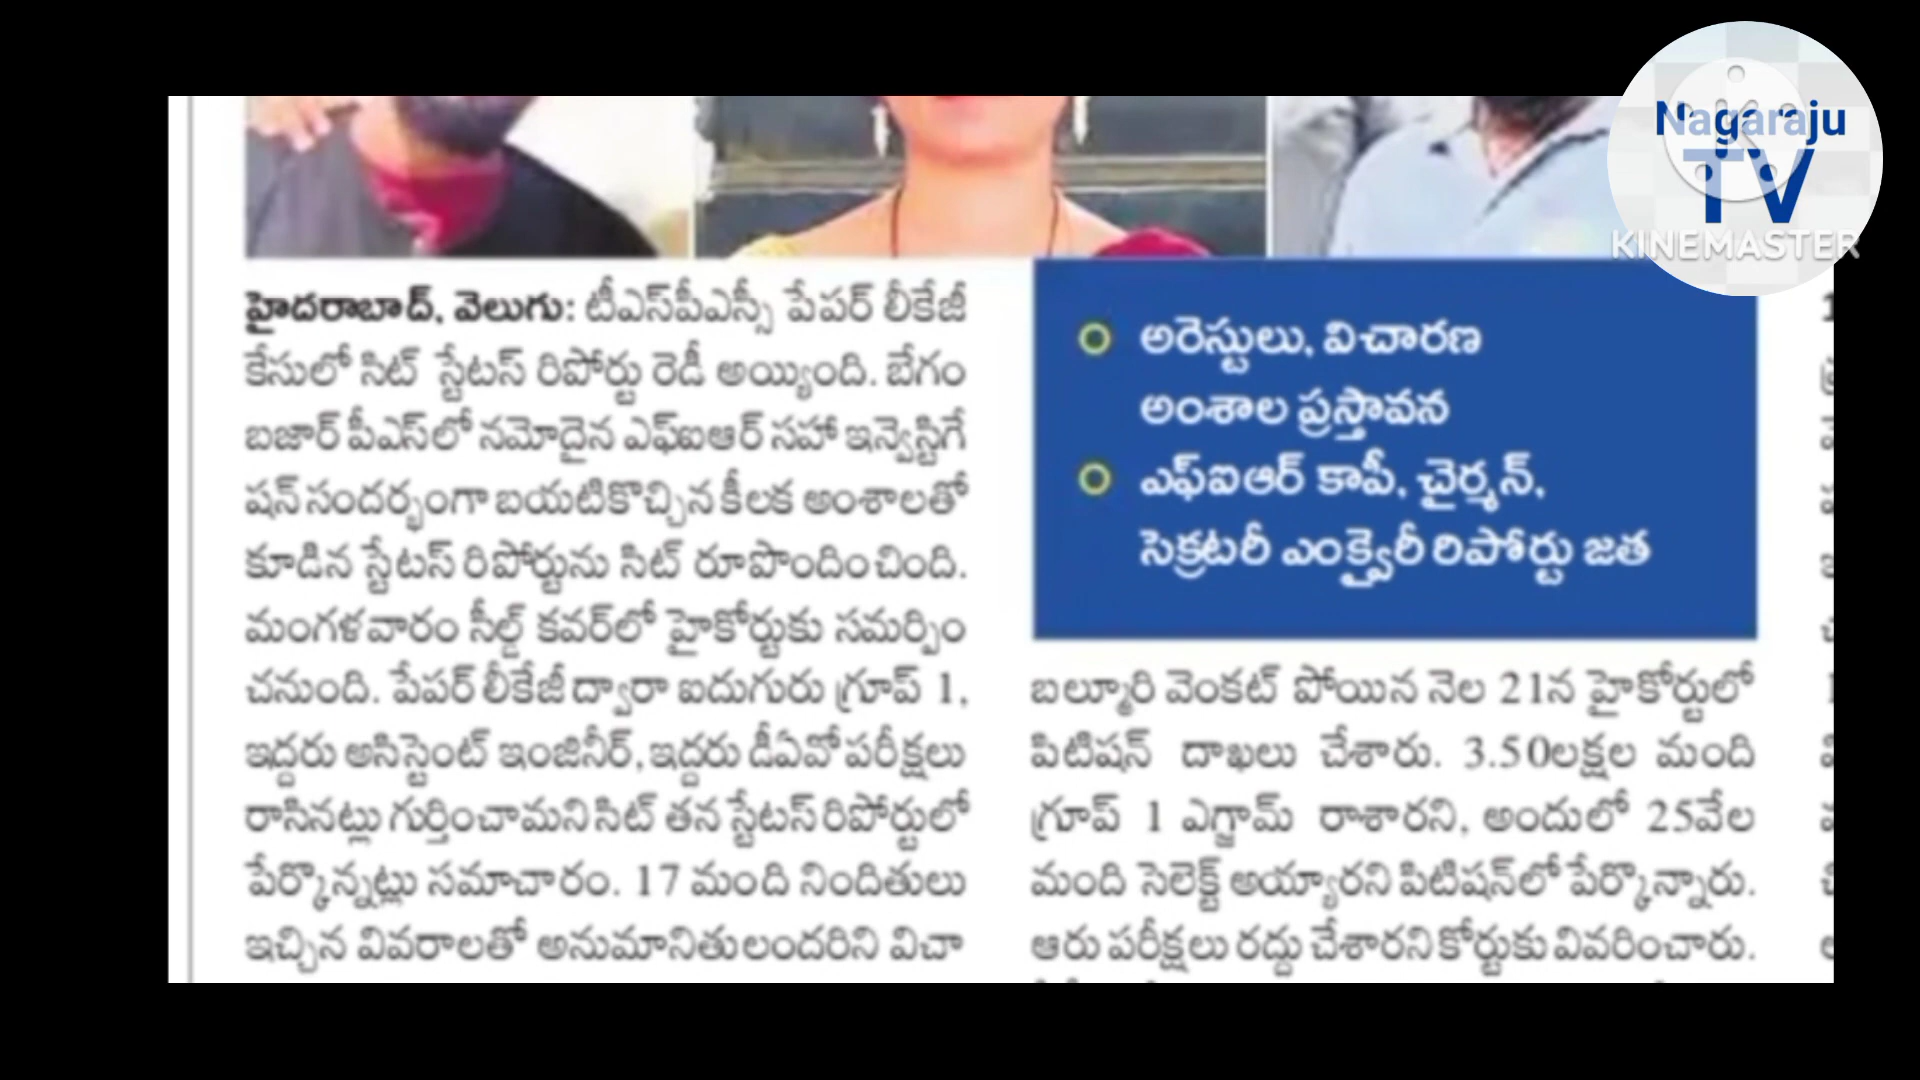 Nagaraju
TV
KINEMASTER
హైదరాబాద్, వెలుగు: టీఎస్‌పీఎస్సీ పేపర్ లీకేజీ
కేసులో సిట్ స్టేటస్ రిపోర్టు రెడీ అయ్యింది. బేగం
బజార్ పీఎస్‌లో నమోదైన ఎఫ్ఐఆర్ సహా ఇన్వెస్టిగే
షన్ సందర్భంగా బయటికొచ్చిన కీలక అంశాలతో
కూడిన స్టేటస్ రిపోర్టును సిట్ రూపొందించింది.
మంగళవారం సీల్డ్ కవర్‌లో హైకోర్టుకు సమర్పిం
చనుంది. పేపర్ లీకేజీ ద్వారా ఐదుగురు గ్రూప్ 1,
ఇద్దరు అసిస్టెంట్ ఇంజినీర్, ఇద్దరు డీఏవో పరీక్షలు
రాసినట్లు గుర్తించామని సిట్ తన స్టేటస్ రిపోర్టులో
పేర్కొన్నట్లు సమాచారం. 17 మంది నిందితులు
ఇచ్చిన వివరాలతో అనుమానితులందరిని విచా
అరెస్టులు, విచారణ
అంశాల ప్రస్తావన
ఎఫ్ఐఆర్ కాపీ, చైర్మన్,
సెక్రటరీ ఎంక్వైరీ రిపోర్టు జత
బల్మూరి వెంకట్ పోయిన నెల 21న హైకోర్టులో
పిటిషన్ దాఖలు చేశారు. 3.50లక్షల మంది
గ్రూప్ 1 ఎగ్జామ్ రాశారని, అందులో 25వేల
మంది సెలెక్ట్ అయ్యారని పిటిషన్‌లో పేర్కొన్నారు.
ఆరు పరీక్షలు రద్దు చేశారని కోర్టుకు వివరించారు.